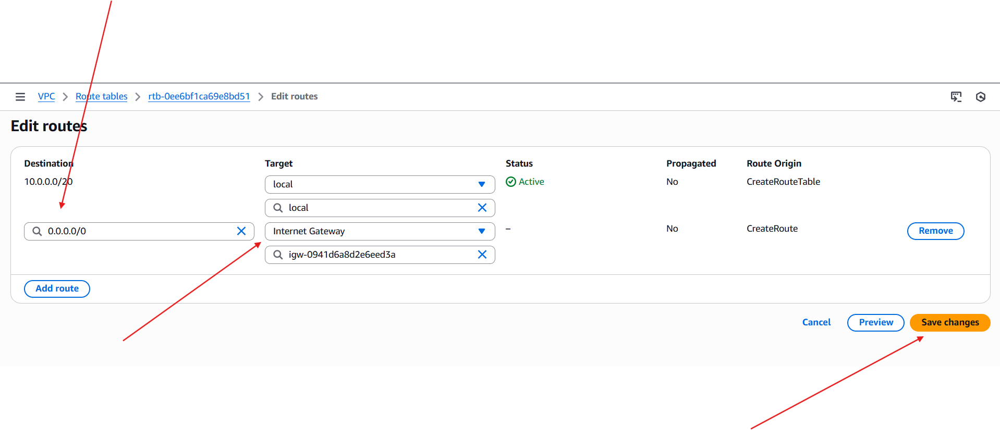 VPC > Route tables > rtb-0ee6bf1ca69e8bd51 > Edit routes
Edit routes
Destination Target Status Propagated Route Origin
10.0.0.0/20 local Active No CreateRouteTable
local
0.0.0.0/0 Internet Gateway – No CreateRoute Remove
igw-0941d6a8d2e6eed3a
Add route
Cancel Preview Save changes